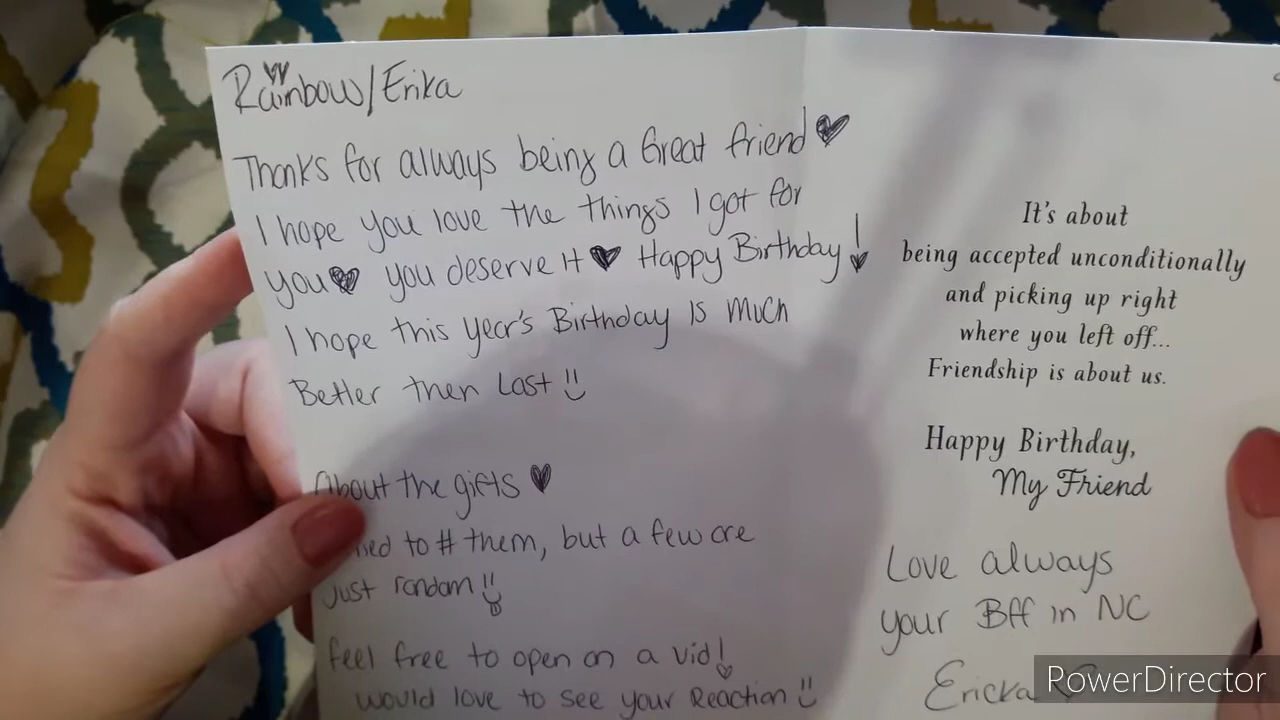 Rainbow/Erika
Thanks for always being a Great friend
I hope you love the things I got for
you you deserve it Happy Birthday!
I hope this year's Birthday is much
Better then Last
About the gifts
to # them, but a few are
just random
feel free to open on a vid!
would love to see your Reaction
It's about
being accepted unconditionally
and picking up right
where you left off...
Friendship is about us.
Happy Birthday,
My Friend
Love always
your Bff in NC
Ericka
PowerDirector